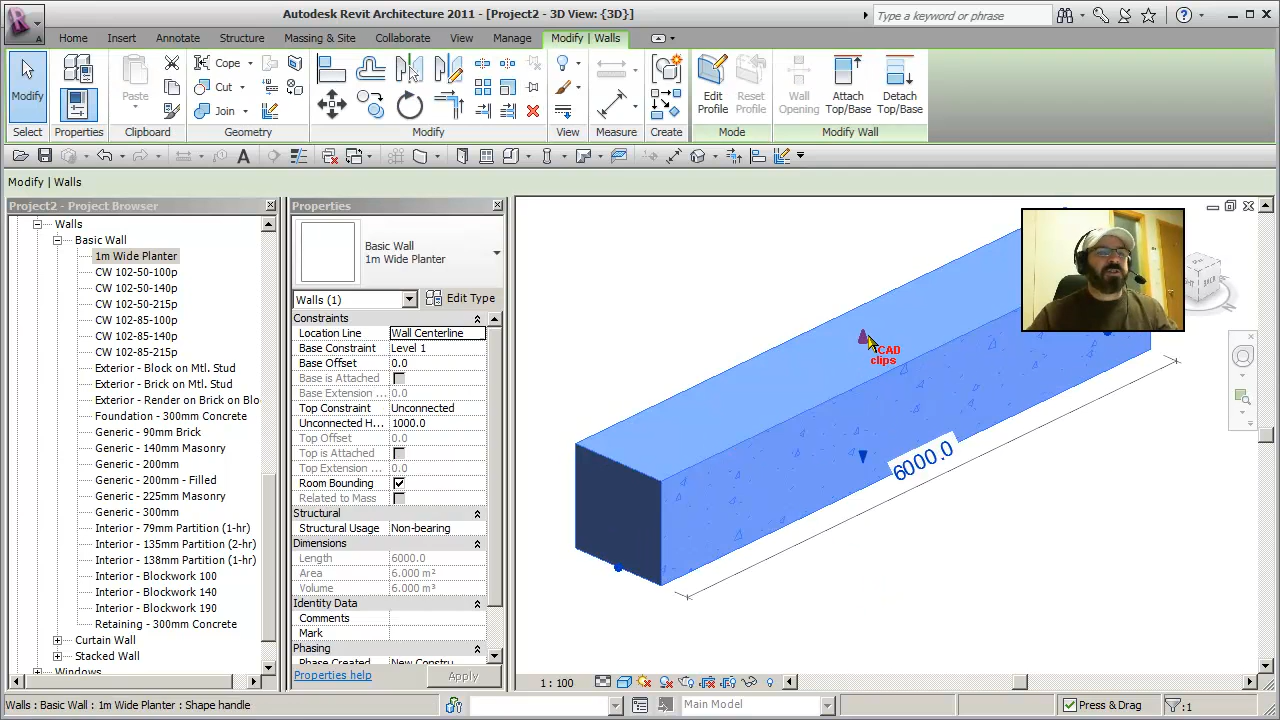 Autodesk Revit Architecture 2011 - [Project2 - 3D View: {3D}]
Type a keyword or phrase
Home Insert Annotate Structure Massing & Site Collaborate View Manage Modify | Walls
Modify
Paste
Cope
Cut
Join
Edit Profile
Reset Profile
Wall Opening
Attach Top/Base
Detach Top/Base
Select Properties Clipboard Geometry Modify View Measure Create Mode Modify Wall
Modify | Walls
Project2 - Project Browser
Walls
Basic Wall
1m Wide Planter
CW 102-50-100p
CW 102-50-140p
CW 102-50-215p
CW 102-85-100p
CW 102-85-140p
CW 102-85-215p
Exterior - Block on Mtl. Stud
Exterior - Brick on Mtl. Stud
Exterior - Render on Brick on Blo
Foundation - 300mm Concrete
Generic - 90mm Brick
Generic - 140mm Masonry
Generic - 200mm
Generic - 200mm - Filled
Generic - 225mm Masonry
Generic - 300mm
Interior - 79mm Partition (1-hr)
Interior - 135mm Partition (2-hr)
Interior - 138mm Partition (1-hr)
Interior - Blockwork 100
Interior - Blockwork 140
Interior - Blockwork 190
Retaining - 300mm Concrete
Curtain Wall
Stacked Wall
Windows
Properties
Basic Wall
1m Wide Planter
Walls (1)
Edit Type
Constraints
Location Line Wall Centerline
Base Constraint Level 1
Base Offset 0.0
Base is Attached
Base Extension ... 0.0
Top Constraint Unconnected
Unconnected H... 1000.0
Top Offset 0.0
Top is Attached
Top Extension ... 0.0
Room Bounding
Related to Mass
Structural
Structural Usage Non-bearing
Dimensions
Length 6000.0
Area 6.000 m²
Volume 6.000 m³
Identity Data
Comments
Mark
Phasing
Phase Created New Constru
Properties help
Apply
CAD
clips
6000.0
1 : 100
Walls : Basic Wall : 1m Wide Planter : Shape handle
Main Model
Press & Drag
:1